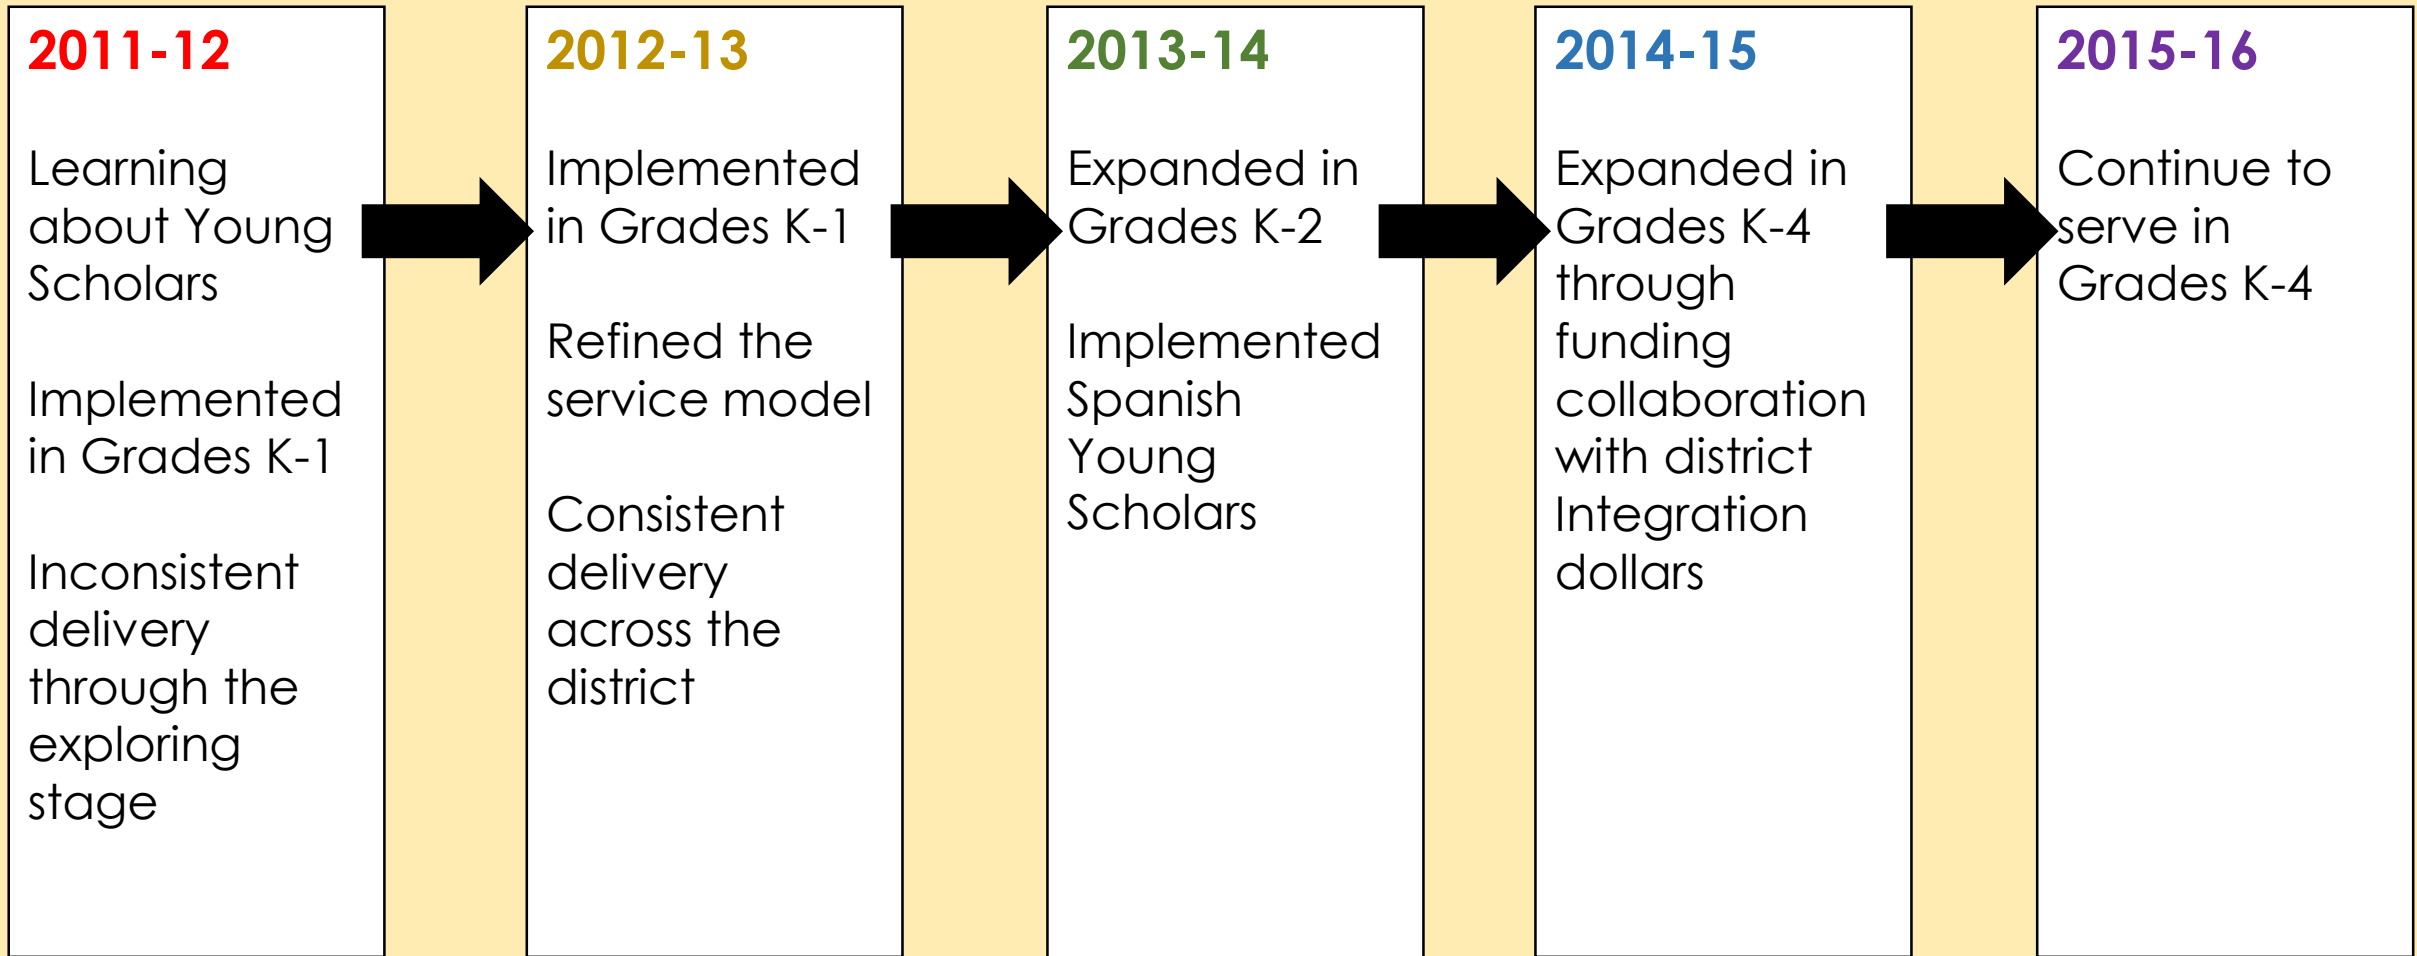 2011-12
Learning
about Young
Scholars
Implemented
in Grades K-1
Inconsistent
delivery
through the
exploring
stage
2012-13
Implemented
in Grades K-1
Refined the
service model
Consistent
delivery
across the
district
2013-14
Expanded in
Grades K-2
Implemented
Spanish
Young
Scholars
2014-15
Expanded in
Grades K-4
through
funding
collaboration
with district
Integration
dollars
2015-16
Continue to
serve in
Grades K-4